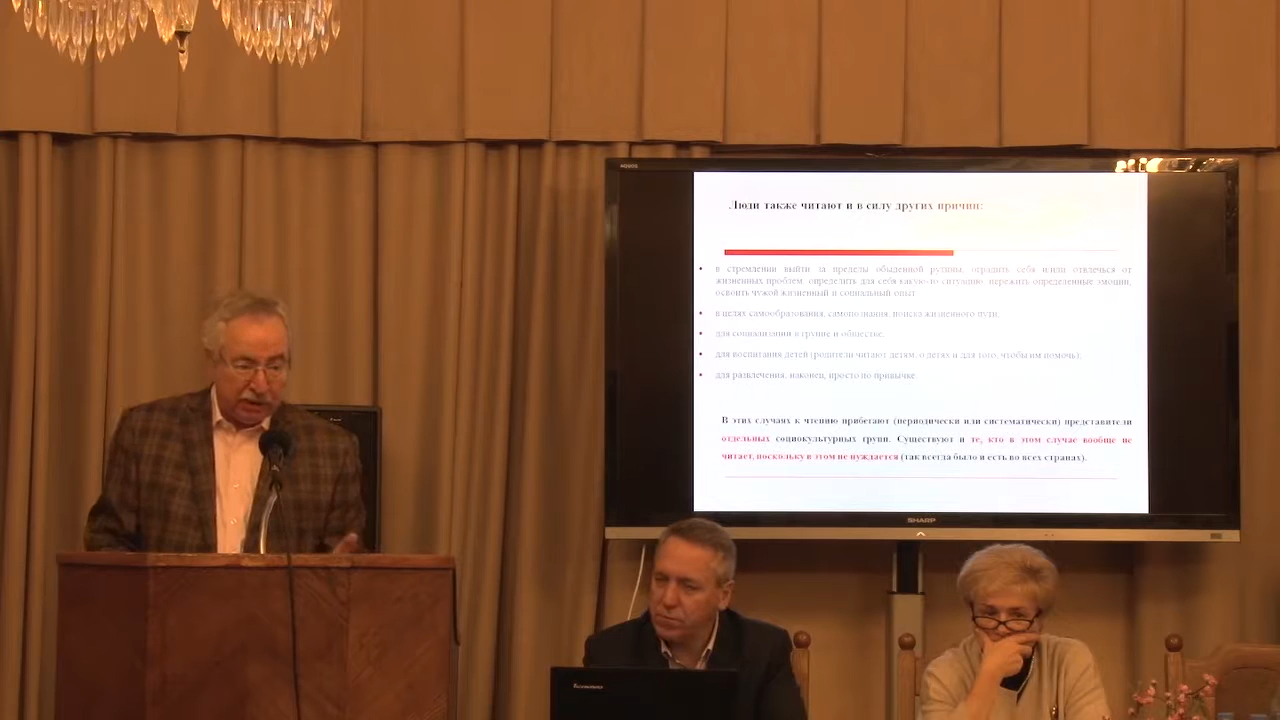 AQUOS
Люди также читают и в силу других причин:
• в стремлении выйти за пределы обыденной рутины, оградить себя и/или отвлечься от
жизненных проблем, определить для себя какую-то ситуацию, пережить определенные эмоции,
освоить чужой жизненный и социальный опыт
• в целях самообразования, самопознания, поиска жизненного пути,
• для социализации в группе и обществе,
• для воспитания детей (родители читают детям, о детях и для того, чтобы им помочь),
• для развлечения, наконец, просто по привычке.
В этих случаях к чтению прибегают (периодически или систематически) представители
отдельных социокультурных групп. Существуют и те, кто в этом случае вообще не
читает, поскольку в этом не нуждается (так всегда было и есть во всех странах).
SHARP
lenovo